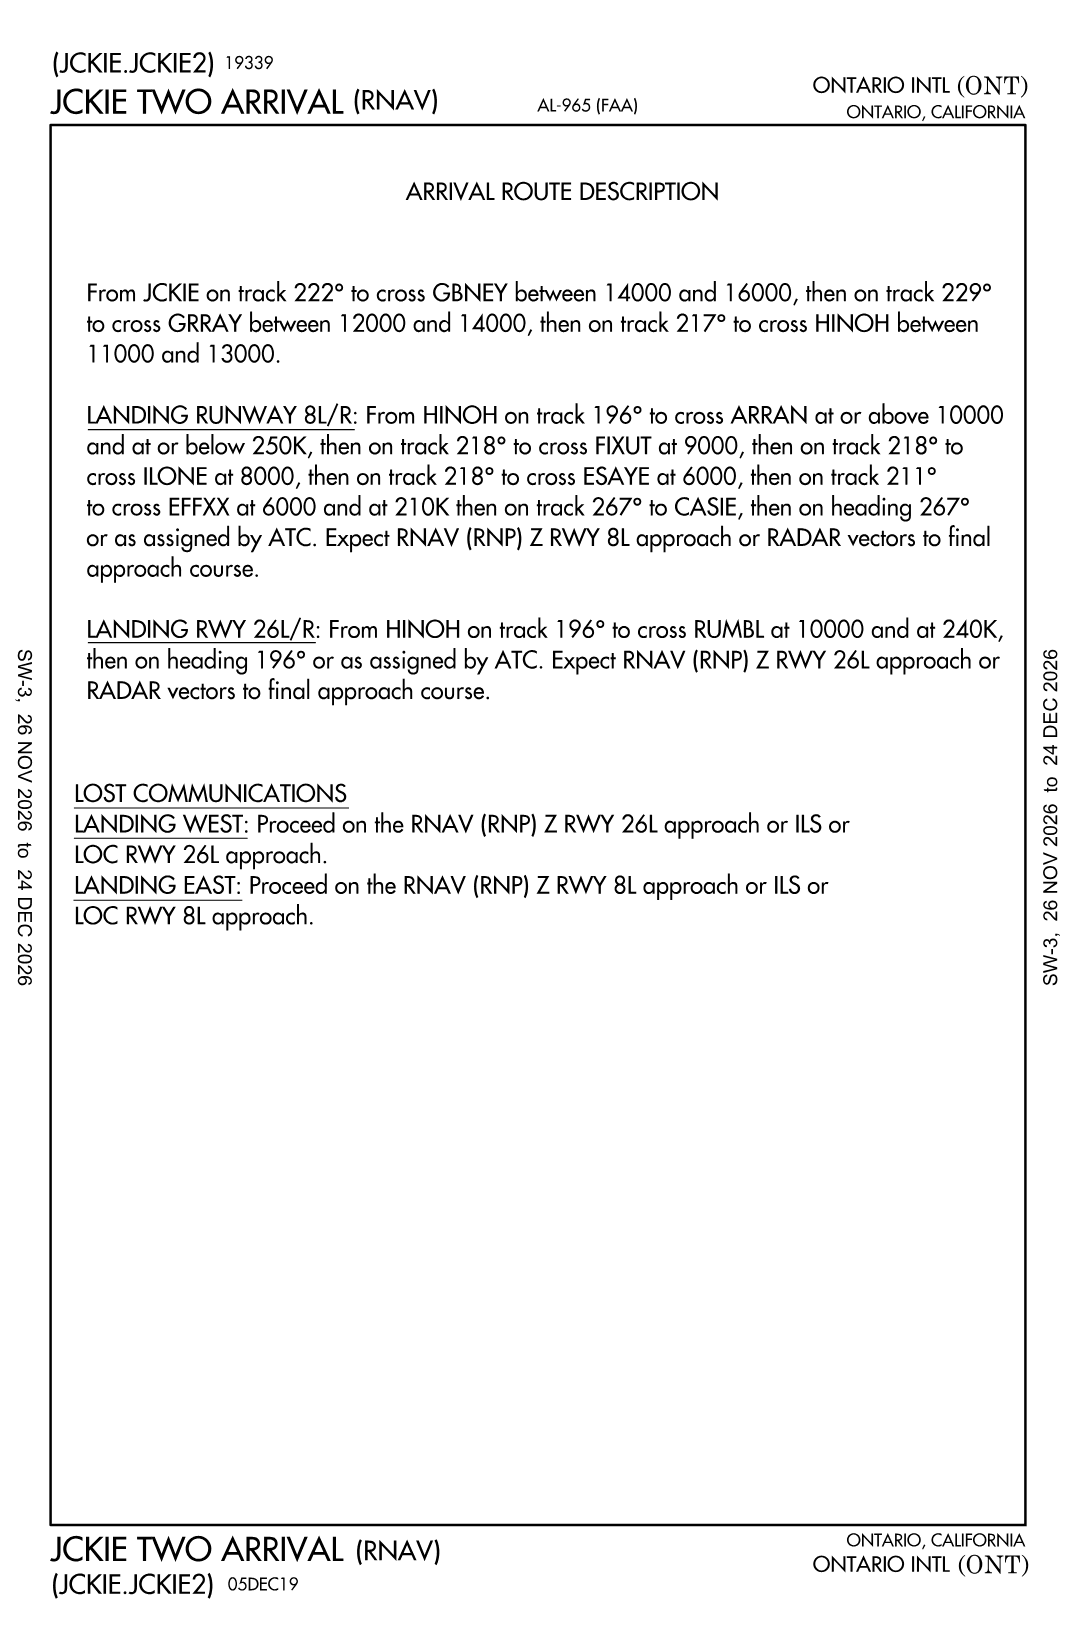 (JCKIE.JCKIE2) 19339
JCKIE TWO ARRIVAL (RNAV)
AL-965 (FAA)
ONTARIO INTL (ONT)
ONTARIO, CALIFORNIA
ARRIVAL ROUTE DESCRIPTION
From JCKIE on track 222° to cross GBNEY between 14000 and 16000, then on track 229°
to cross GRRAY between 12000 and 14000, then on track 217° to cross HINOH between
11000 and 13000.
LANDING RUNWAY 8L/R: From HINOH on track 196° to cross ARRAN at or above 10000
and at or below 250K, then on track 218° to cross FIXUT at 9000, then on track 218° to
cross ILONE at 8000, then on track 218° to cross ESAYE at 6000, then on track 211°
to cross EFFXX at 6000 and at 210K then on track 267° to CASIE, then on heading 267°
or as assigned by ATC. Expect RNAV (RNP) Z RWY 8L approach or RADAR vectors to final
approach course.
LANDING RWY 26L/R: From HINOH on track 196° to cross RUMBL at 10000 and at 240K,
then on heading 196° or as assigned by ATC. Expect RNAV (RNP) Z RWY 26L approach or
RADAR vectors to final approach course.
LOST COMMUNICATIONS
LANDING WEST: Proceed on the RNAV (RNP) Z RWY 26L approach or ILS or
LOC RWY 26L approach.
LANDING EAST: Proceed on the RNAV (RNP) Z RWY 8L approach or ILS or
LOC RWY 8L approach.
SW-3, 26 NOV 2026 to 24 DEC 2026
SW-3, 26 NOV 2026 to 24 DEC 2026
JCKIE TWO ARRIVAL (RNAV)
(JCKIE.JCKIE2) 05DEC19
ONTARIO, CALIFORNIA
ONTARIO INTL (ONT)